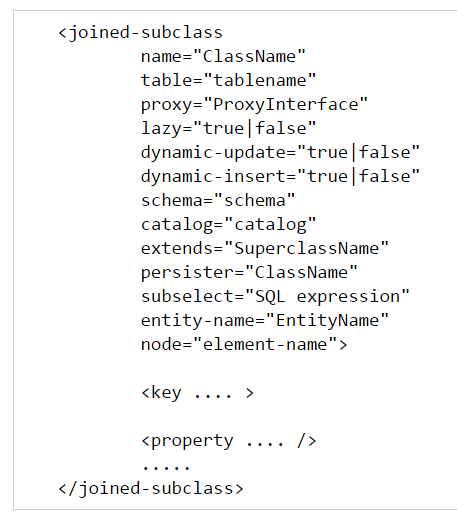 <joined-subclass
name="ClassName"
table="tablename"
proxy="ProxyInterface"
lazy="true|false"
dynamic-update="true|false"
dynamic-insert="true|false"
schema="schema"
catalog="catalog"
extends="SuperclassName"
persister="ClassName"
subselect="SQL expression"
entity-name="EntityName"
node="element-name">
<key .... >
<property .... />
.....
</joined-subclass>